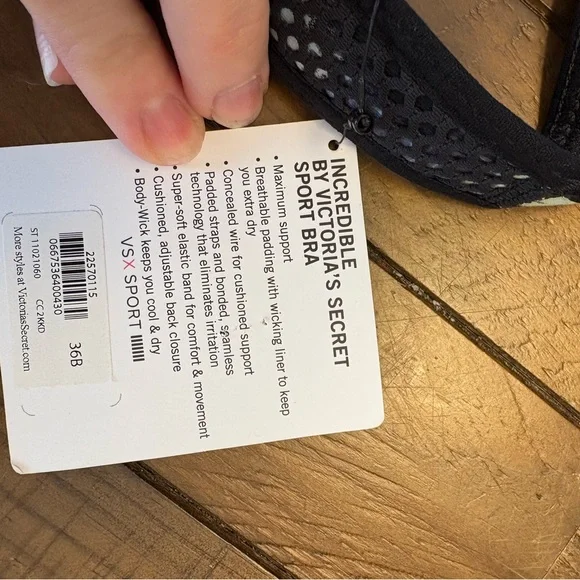 INCREDIBLE
BY VICTORIA'S SECRET
SPORT BRA
• Maximum support
• Breathable padding with wicking liner to keep
you extra dry
• Concealed wire for cushioned support
• Padded straps and bonded, seamless
technology that eliminates irritation
• Super-soft elastic band for comfort & movement
• Cushioned, adjustable back closure
• Body-Wick keeps you cool & dry
VSX SPORT
22570115
0667536400430
36B
ST 11021060 CC 2KKD
More styles at VictoriasSecret.com